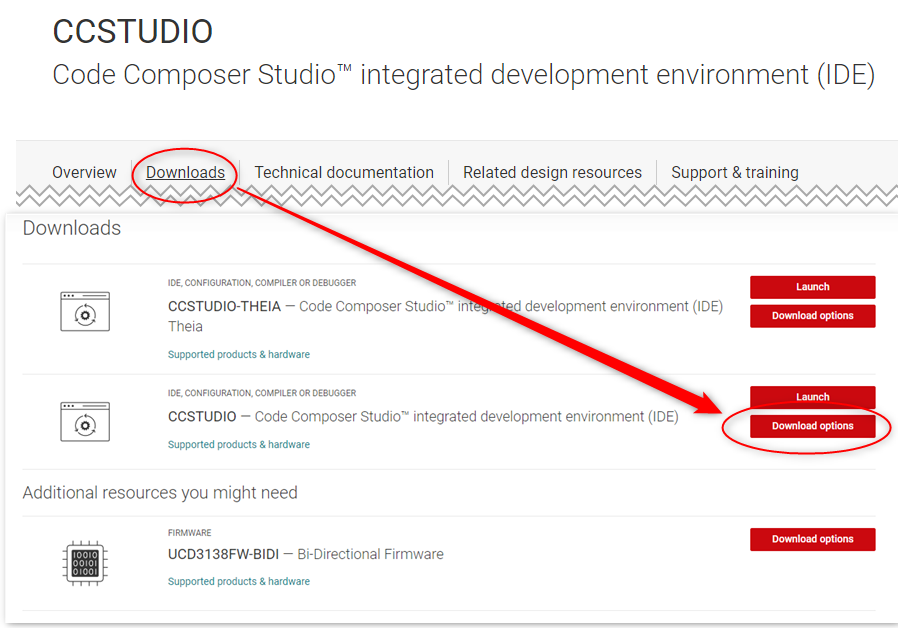 CCSTUDIO
Code Composer Studio™ integrated development environment (IDE)
Overview
Downloads
Technical documentation
Related design resources
Support & training
Downloads
IDE, CONFIGURATION, COMPILER OR DEBUGGER
CCSTUDIO-THEIA — Code Composer Studio™ integrated development environment (IDE)
Theia
Supported products & hardware
Launch
Download options
IDE, CONFIGURATION, COMPILER OR DEBUGGER
CCSTUDIO — Code Composer Studio™ integrated development environment (IDE)
Supported products & hardware
Launch
Download options
Additional resources you might need
10010
00101
01001
FIRMWARE
UCD3138FW-BIDI — Bi-Directional Firmware
Supported products & hardware
Download options